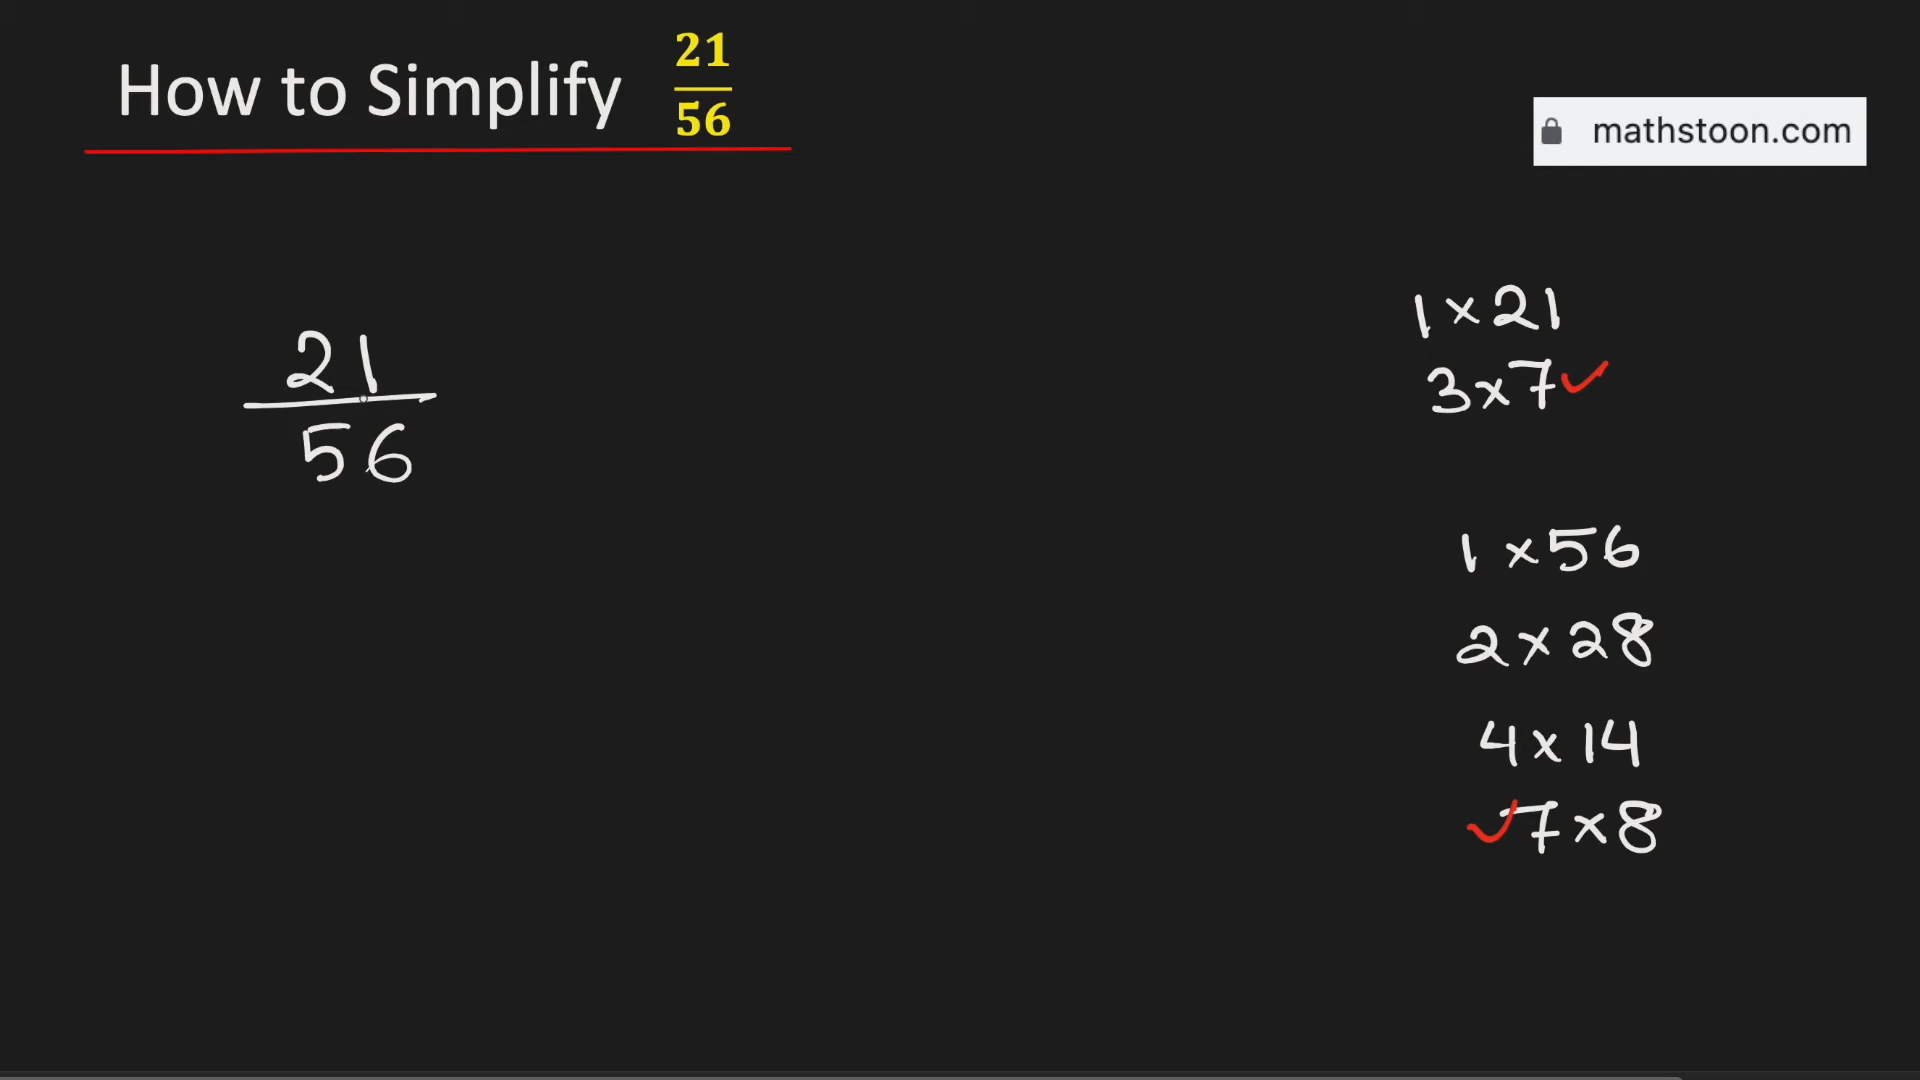 How to Simplify 21/56
mathstoon.com
21
56
1 × 21
3 × 7
1 × 56
2 × 28
4 × 14
7 × 8